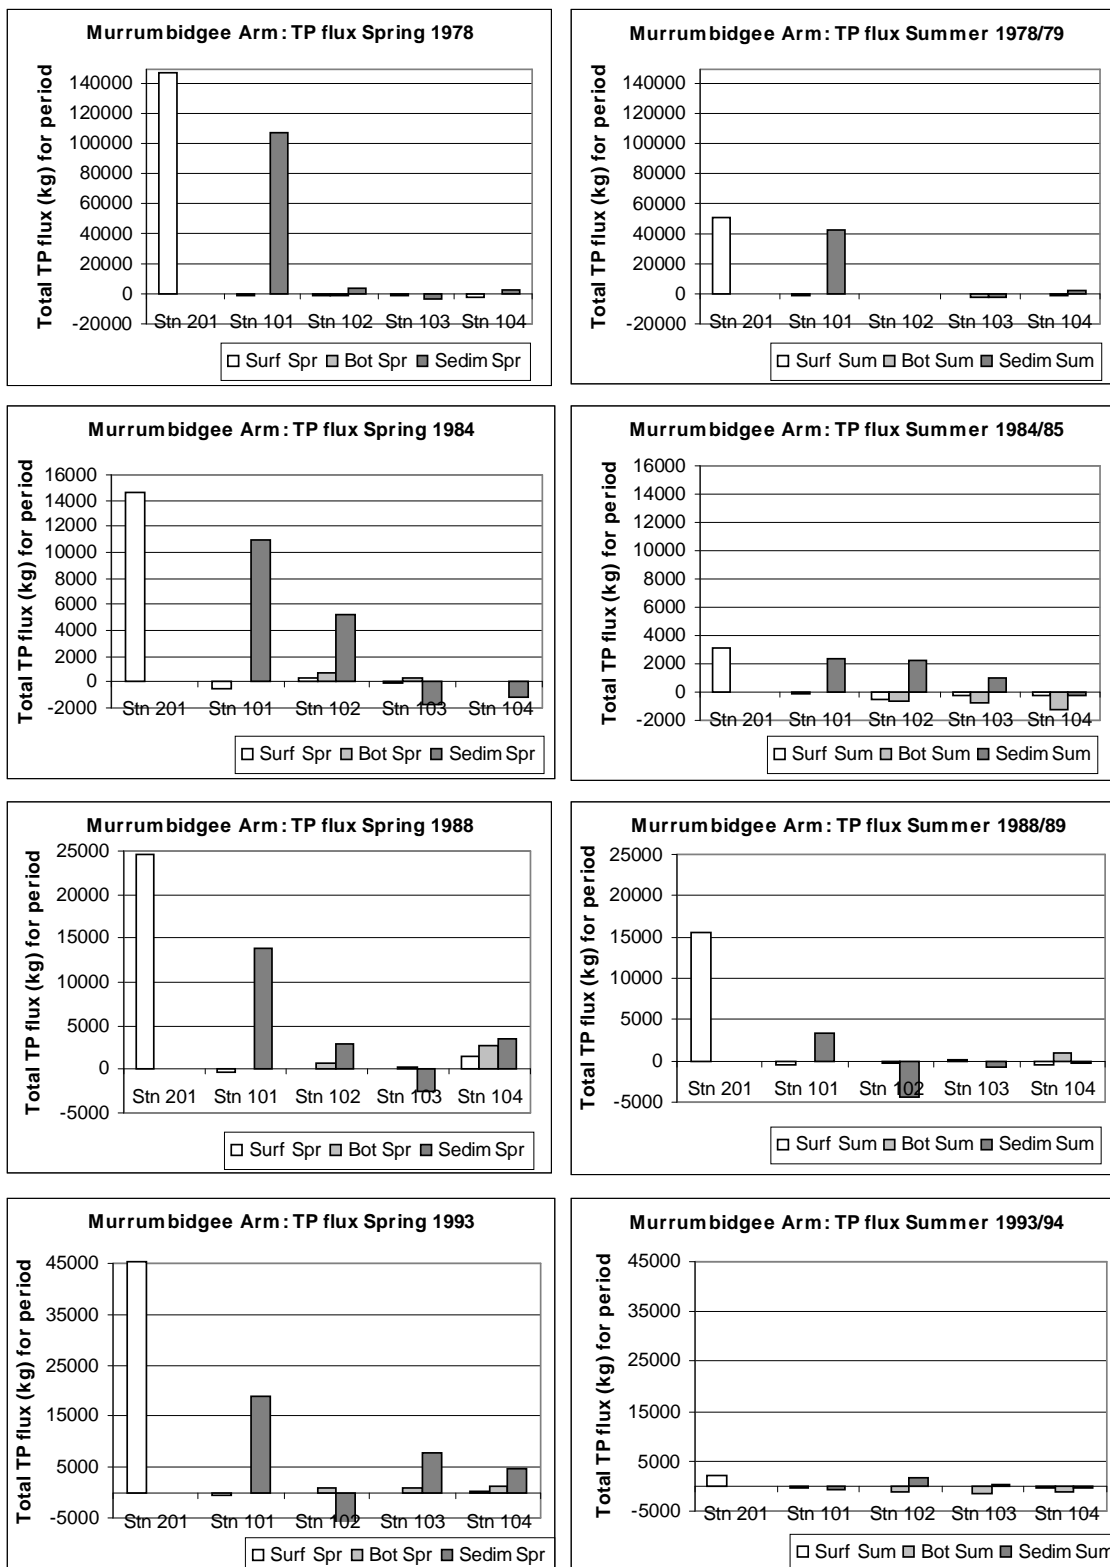 Murrumbidgee Arm: TP flux Spring 1978
Total TP flux (kg) for period
140000
120000
100000
80000
60000
40000
20000
0
-20000
Stn 201 Stn 101 Stn 102 Stn 103 Stn 104
Surf Spr Bot Spr Sedim Spr
Murrumbidgee Arm: TP flux Summer 1978/79
Total TP flux (kg) for period
140000
120000
100000
80000
60000
40000
20000
0
-20000
Stn 201 Stn 101 Stn 102 Stn 103 Stn 104
Surf Sum Bot Sum Sedim Sum
Murrumbidgee Arm: TP flux Spring 1984
Total TP flux (kg) for period
16000
14000
12000
10000
8000
6000
4000
2000
0
-2000
Stn 201 Stn 101 Stn 102 Stn 103 Stn 104
Surf Spr Bot Spr Sedim Spr
Murrumbidgee Arm: TP flux Summer 1984/85
Total TP flux (kg) for period
16000
14000
12000
10000
8000
6000
4000
2000
0
-2000
Stn 201 Stn 101 Stn 102 Stn 103 Stn 104
Surf Sum Bot Sum Sedim Sum
Murrumbidgee Arm: TP flux Spring 1988
Total TP flux (kg) for period
25000
20000
15000
10000
5000
0
-5000
Stn 201 Stn 101 Stn 102 Stn 103 Stn 104
Surf Spr Bot Spr Sedim Spr
Murrumbidgee Arm: TP flux Summer 1988/89
Total TP flux (kg) for period
25000
20000
15000
10000
5000
0
-5000
Stn 201 Stn 101 Stn 102 Stn 103 Stn 104
Surf Sum Bot Sum Sedim Sum
Murrumbidgee Arm: TP flux Spring 1993
Total TP flux (kg) for period
45000
35000
25000
15000
5000
-5000
Stn 201 Stn 101 Stn 102 Stn 103 Stn 104
Surf Spr Bot Spr Sedim Spr
Murrumbidgee Arm: TP flux Summer 1993/94
Total TP flux (kg) for period
45000
35000
25000
15000
5000
-5000
Stn 201 Stn 101 Stn 102 Stn 103 Stn 104
Surf Sum Bot Sum Sedim Sum